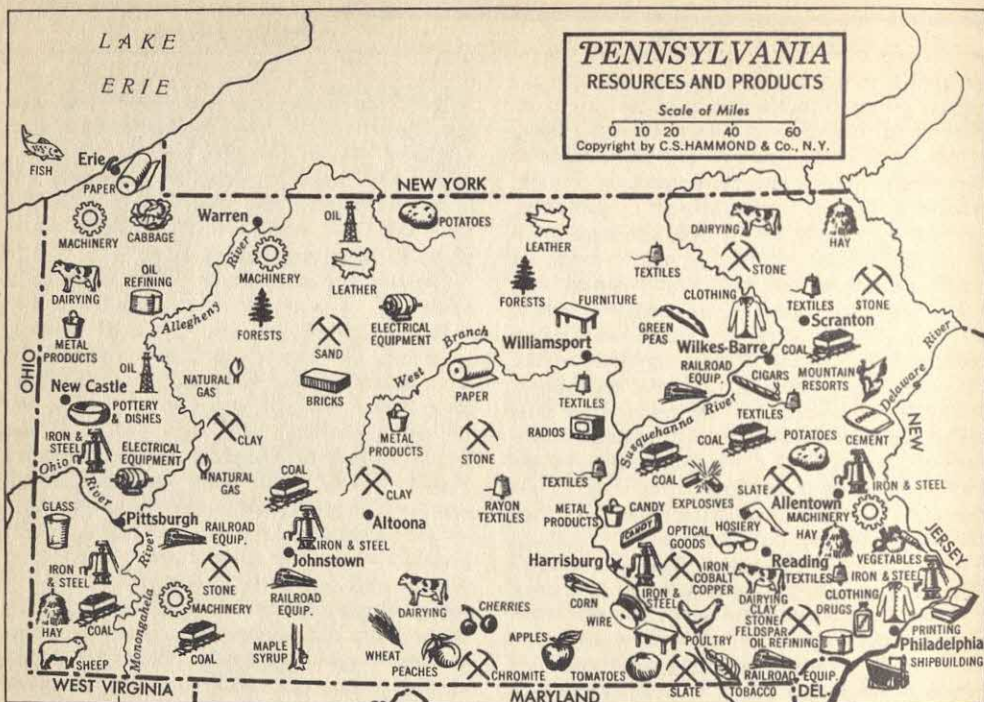 LAKE
ERIE
PENNSYLVANIA
RESOURCES AND PRODUCTS
Scale of Miles
0 10 20 40 60
Copyright by C.S.HAMMOND & Co., N.Y.
FISH
Erie
PAPER
NEW YORK
MACHINERY
CABBAGE
Warren
OIL
POTATOES
LEATHER
DAIRYING
HAY
River
MACHINERY
LEATHER
TEXTILES
STONE
DAIRYING
OIL
REFINING
FORESTS
FURNITURE
CLOTHING
TEXTILES
STONE
Allegheny
FORESTS
ELECTRICAL
EQUIPMENT
Scranton
METAL
PRODUCTS
SAND
Branch
Williamsport
GREEN
PEAS
Wilkes-Barre
COAL
River
OHIO
OIL
NATURAL
GAS
BRICKS
West
PAPER
RAILROAD
EQUIP.
CIGARS
MOUNTAIN
RESORTS
Delaware
New Castle
POTTERY
& DISHES
TEXTILES
River
TEXTILES
CEMENT
NEW
CLAY
METAL
PRODUCTS
STONE
RADIOS
Susquehanna
COAL
POTATOES
IRON &
STEEL
ELECTRICAL
EQUIPMENT
Ohio
River
NATURAL
GAS
COAL
CLAY
TEXTILES
COAL
EXPLOSIVES
SLATE
IRON & STEEL
Allentown
GLASS
RAYON
TEXTILES
METAL
PRODUCTS
CANDY
CANDY
HOSIERY
MACHINERY
JERSEY
Pittsburgh
RAILROAD
EQUIP.
Altoona
IRON & STEEL
OPTICAL
GOODS
HAY
VEGETABLES
River
Johnstown
Harrisburg
IRON
COBALT
COPPER
Reading
TEXTILES
IRON & STEEL
IRON &
STEEL
STONE
RAILROAD
EQUIP.
DAIRYING
CORN
IRON &
STEEL
DAIRYING
CLAY
STONE
FELDSPAR
CLOTHING
DRUGS
HAY
COAL
MACHINERY
CHERRIES
WIRE
POULTRY
OIL REFINING
PRINTING
Monongahela
SHEEP
COAL
MAPLE
SYRUP
WHEAT
PEACHES
CHROMITE
APPLES
TOMATOES
SLATE
TOBACCO
RAILROAD EQUIP.
Philadelphia
SHIPBUILDING
WEST VIRGINIA
MARYLAND
DEL.